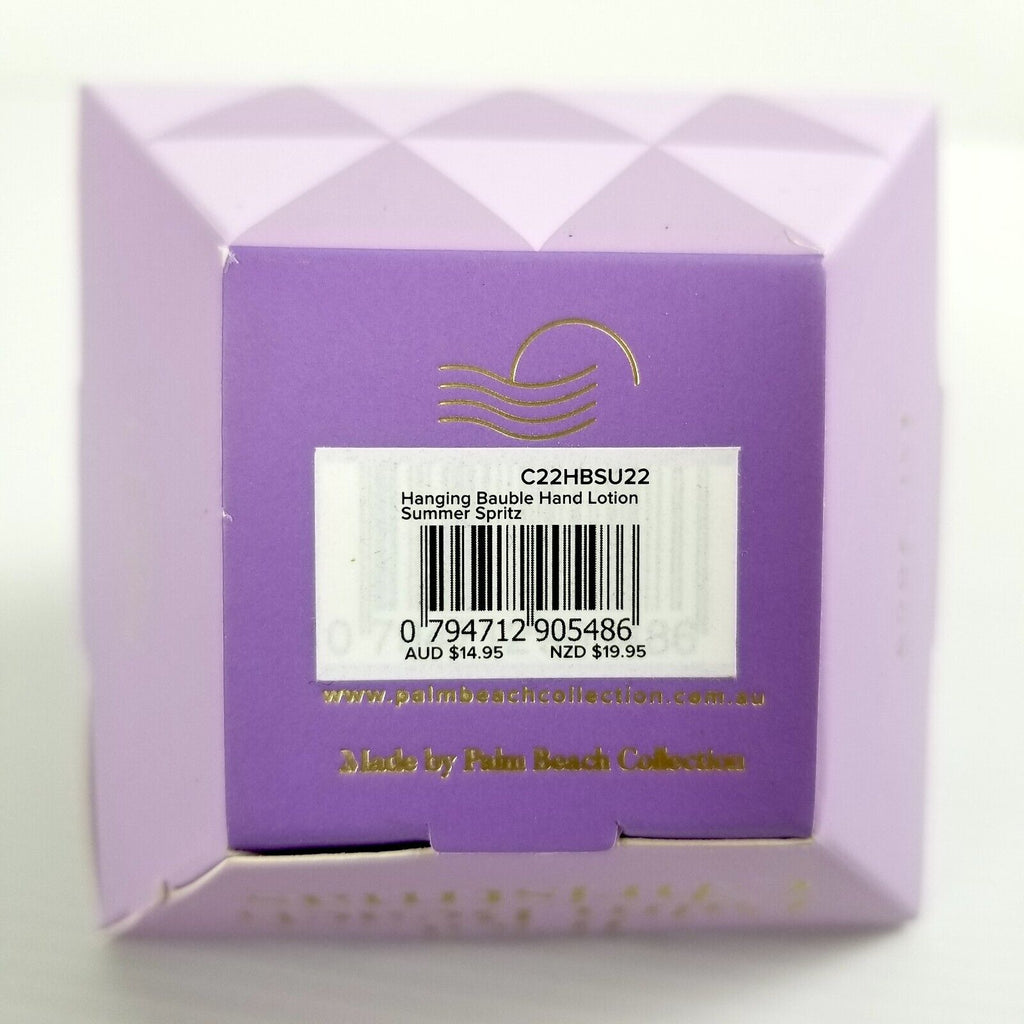 C22HBSU22
Hanging Bauble Hand Lotion
Summer Spritz
0 794712 905486
AUD $14.95 NZD $19.95
www.palmbeachcollection.com.au
Made by Palm Beach Collection